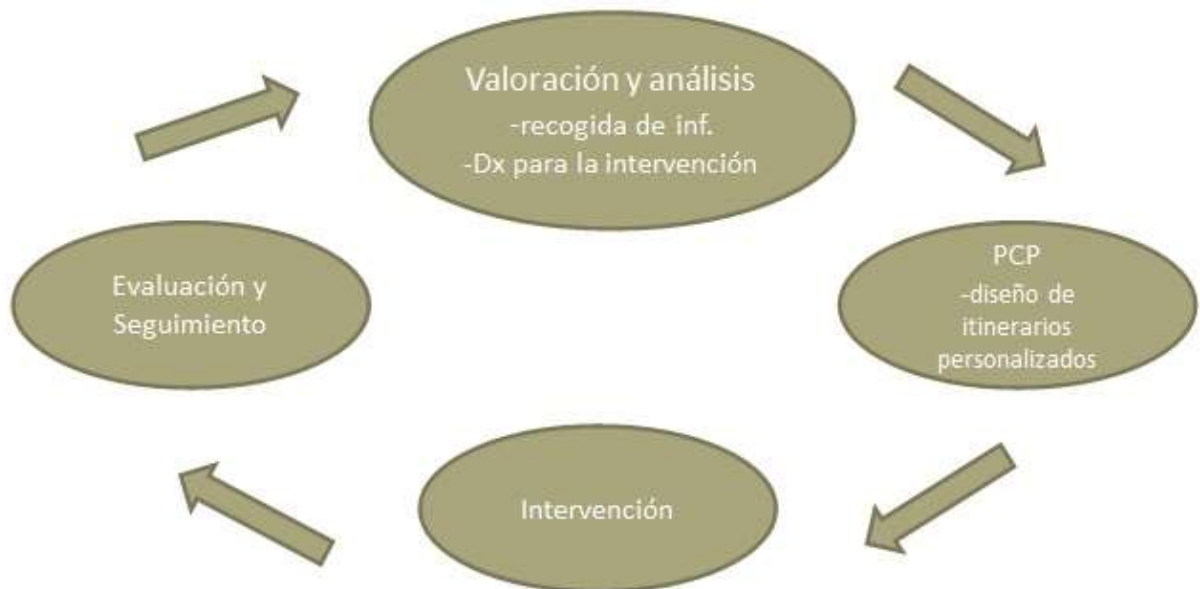 Valoración y análisis
-recogida de inf.
-Dx para la intervención
PCP
-diseño de
itinerarios
personalizados
Intervención
Evaluación y
Seguimiento